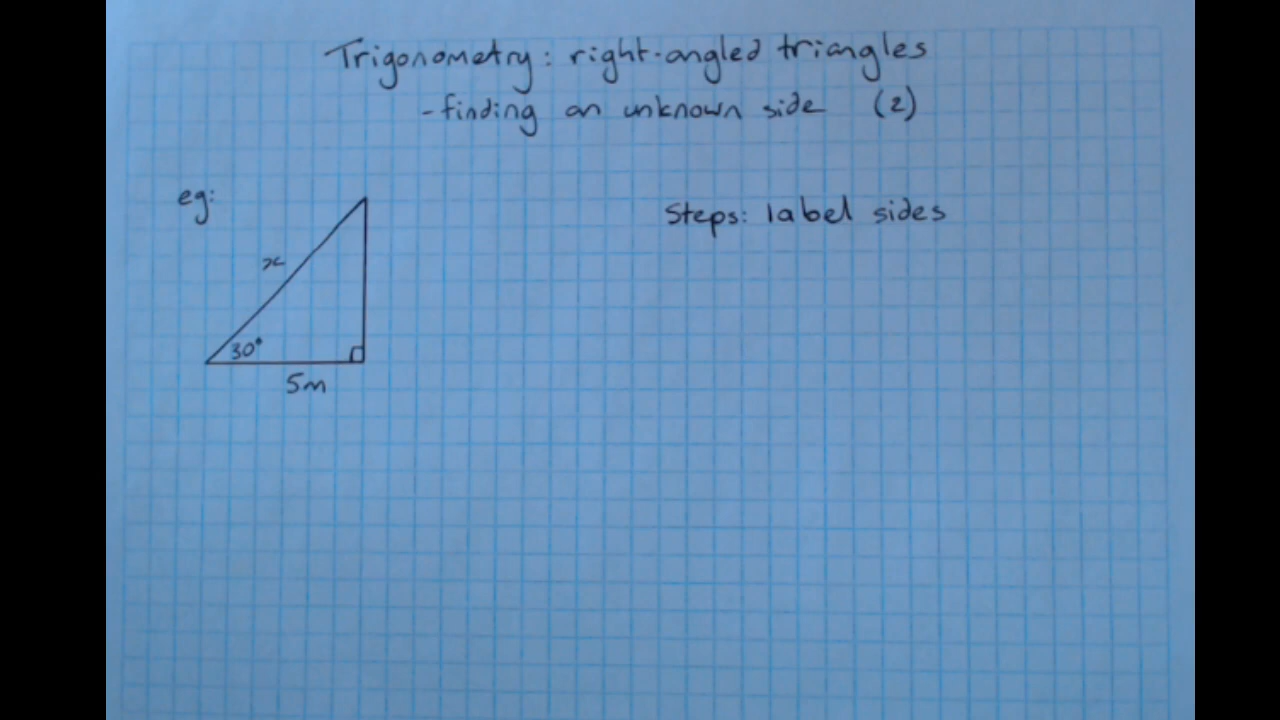 Trigonometry: right-angled triangles
- finding an unknown side (2)
eg:
Steps: label sides
x
30°
5m